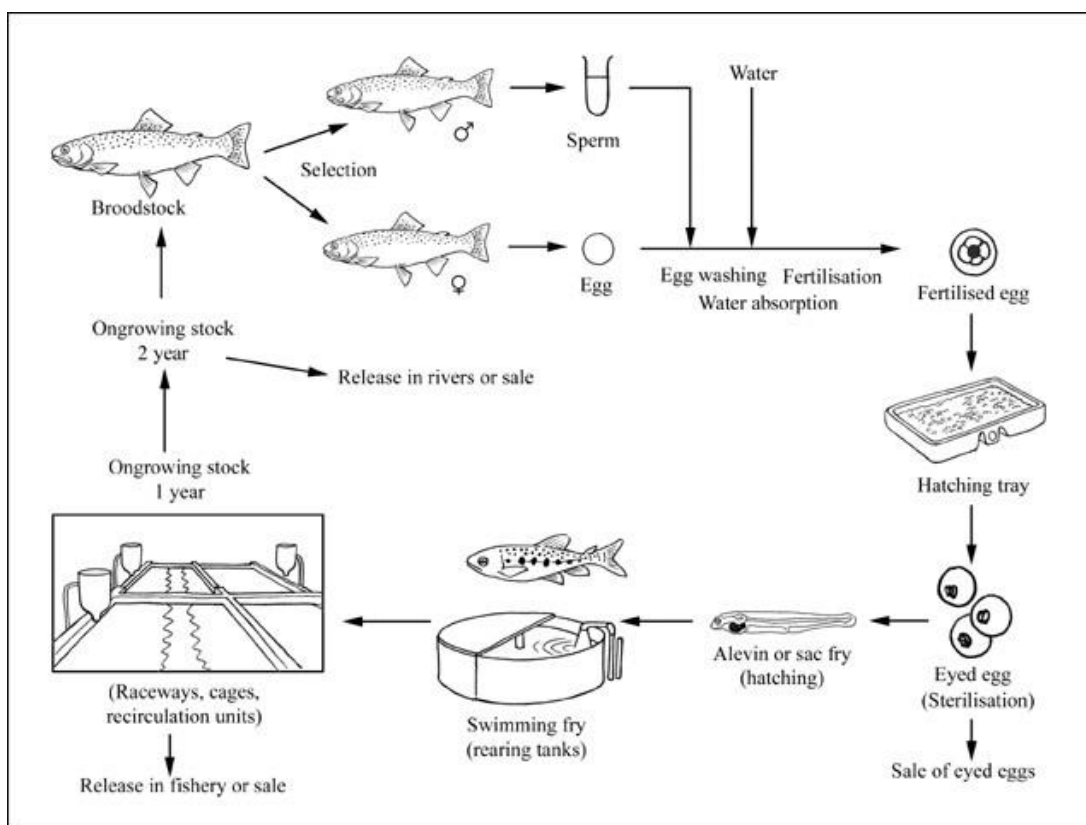 Water
Sperm
Selection
Broodstock
Egg
Egg washing
Fertilisation
Water absorption
Fertilised egg
Ongrowing stock
2 year
Release in rivers or sale
Ongrowing stock
1 year
Hatching tray
Alevin or sac fry
(hatching)
Eyed egg
(Sterilisation)
(Raceways, cages,
recirculation units)
Swimming fry
(rearing tanks)
Sale of eyed eggs
Release in fishery or sale